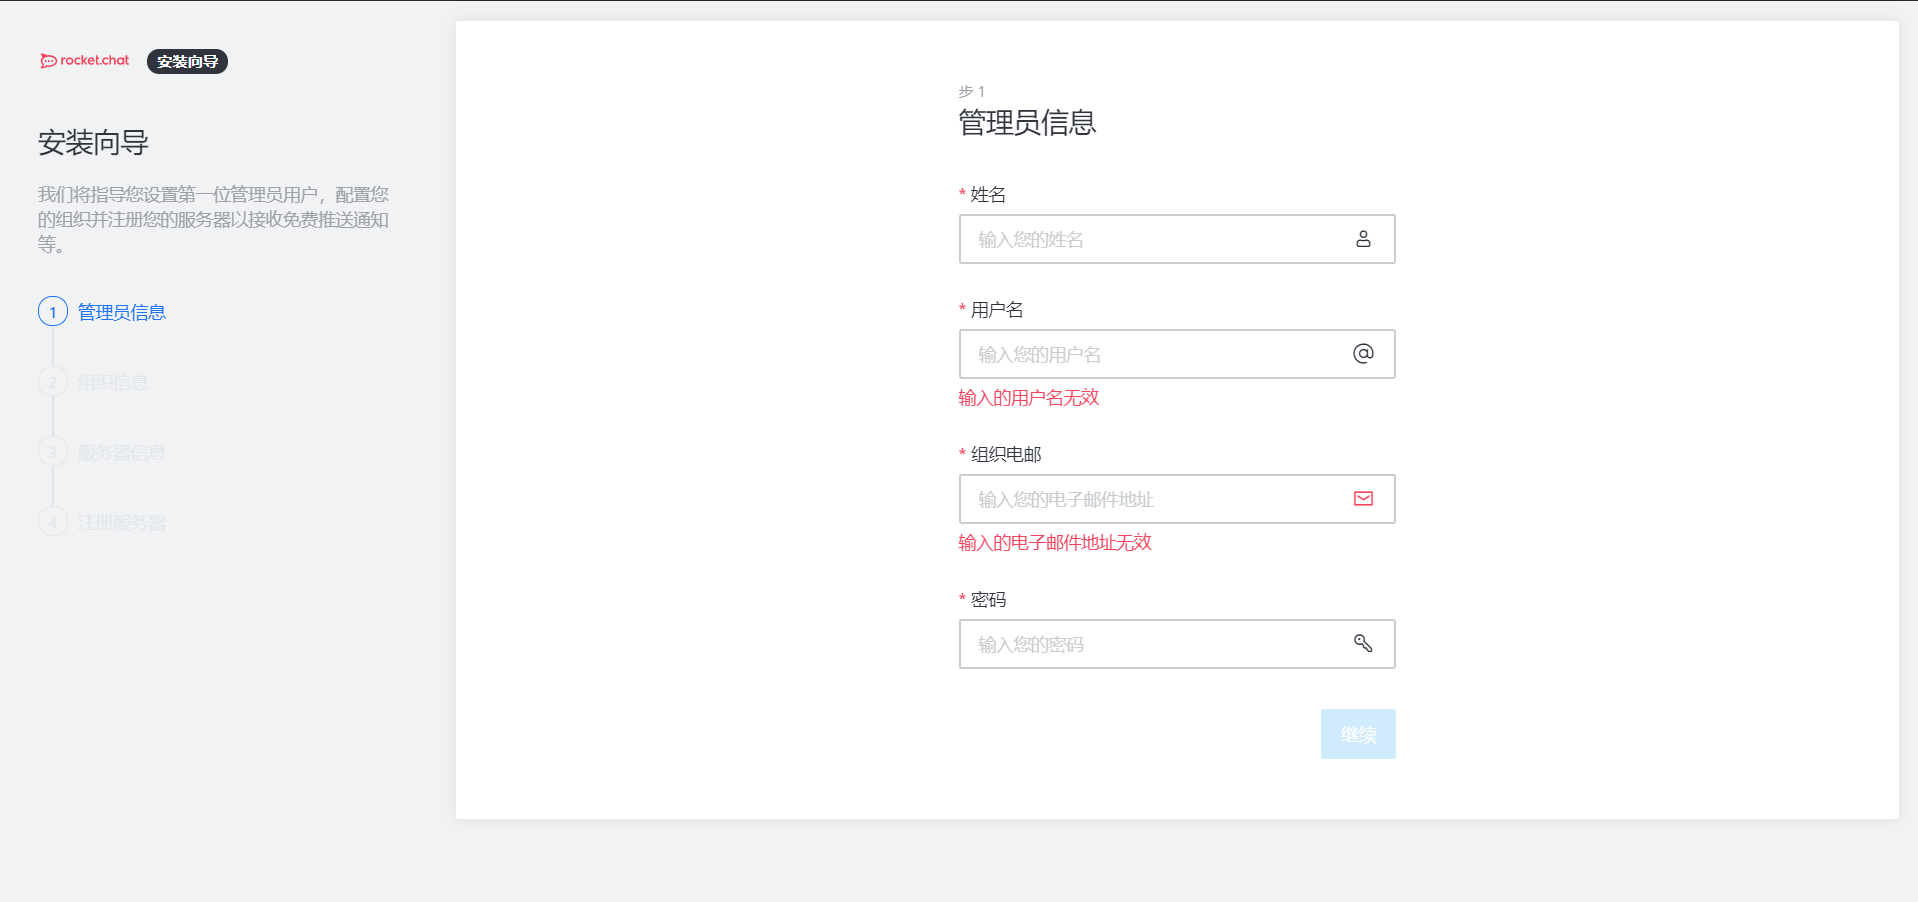 rocket.chat 安装向导
安装向导
我们将指导您设置第一位管理员用户，配置您
的组织并注册您的服务器以接收免费推送通知
等。
1 管理员信息
2 组织信息
3 服务器信息
4 注册服务器
步 1
管理员信息
* 姓名
输入您的姓名
* 用户名
输入您的用户名
输入的用户名无效
* 组织电邮
输入您的电子邮件地址
输入的电子邮件地址无效
* 密码
输入您的密码
继续